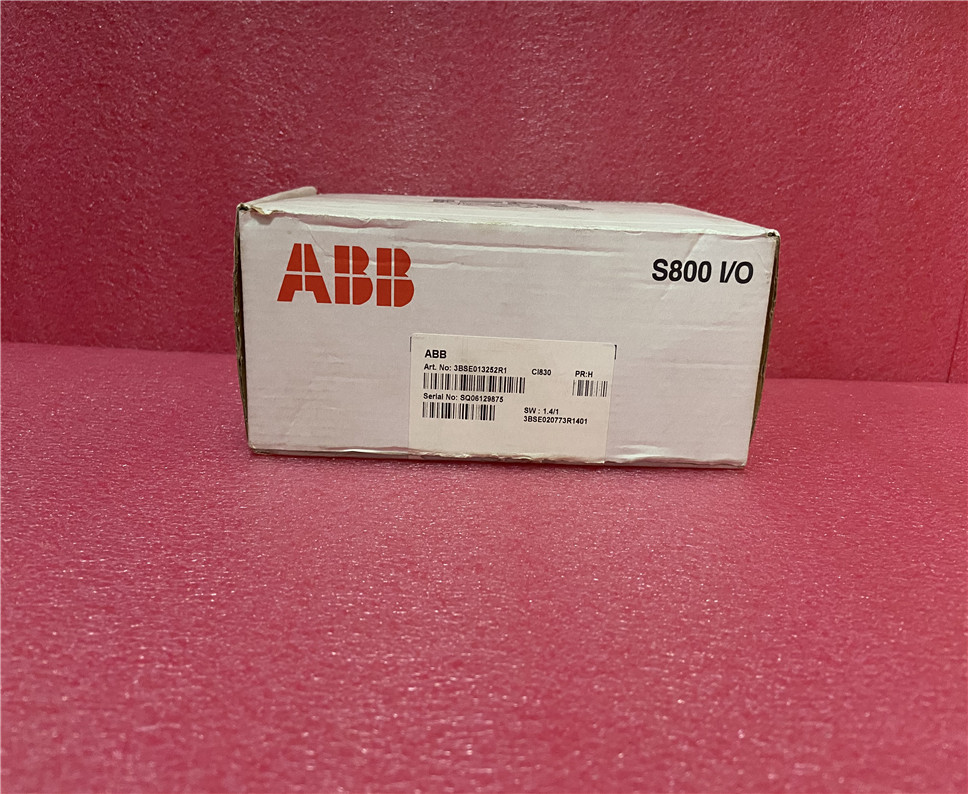 ABB
S800 I/O
ABB
Art. No: 3BSE013252R1 CI830 PR:H
Serial No: SQ06129875
SW : 1.4/1
3BSE020773R1401